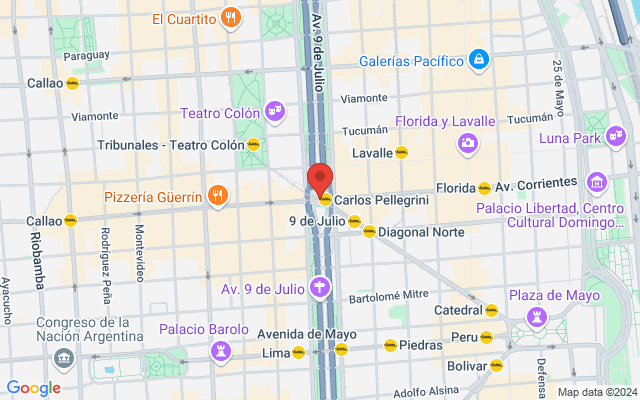 El Cuartito
Paraguay
Callao
Av. 9 de Julio
Galerías Pacífico
25 de Mayo
Viamonte
Viamonte
Teatro Colón
Tucumán
Tucumán
Florida y Lavalle
Luna Park
Tribunales - Teatro Colón
Lavalle
Pizzería Güerrín
Carlos Pellegrini
Florida
Av. Corrientes
Callao
9 de Julio
Diagonal Norte
Palacio Libertad, Centro
Cultural Domingo...
Riobamba
Rodríguez Peña
Montevideo
Ayacucho
Av. 9 de Julio
Bartolomé Mitre
Catedral
Plaza de Mayo
Congreso de la
Nación Argentina
Palacio Barolo
Avenida de Mayo
Lima
Piedras
Peru
Bolivar
Defensa
Adolfo Alsina
Google
Map data ©2024